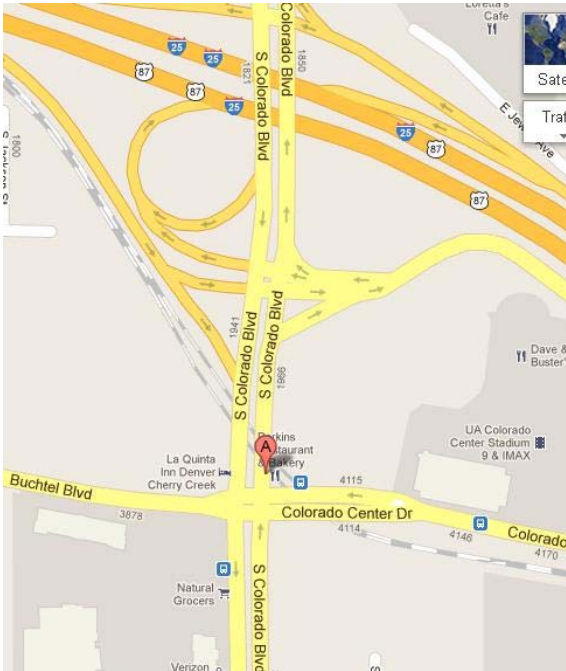 Loretta's
Cafe
S Colorado Blvd
1850
25
25
1821
S Colorado Blvd
87
Sate
87
25
Traf
E Jew Ave
25
1800
87
87
S Colorado Blvd
1941
S Colorado Blvd
1966
Dave &
Buster'
A
Perkins
Restaurant
& Bakery
UA Colorado
Center Stadium
9 & IMAX
La Quinta
Inn Denver
Cherry Creek
4115
Buchtel Blvd
3878
Colorado Center Dr
4114
4146
Colorado
4170
S Colorado Blvd
Natural
Grocers
Verizon
S